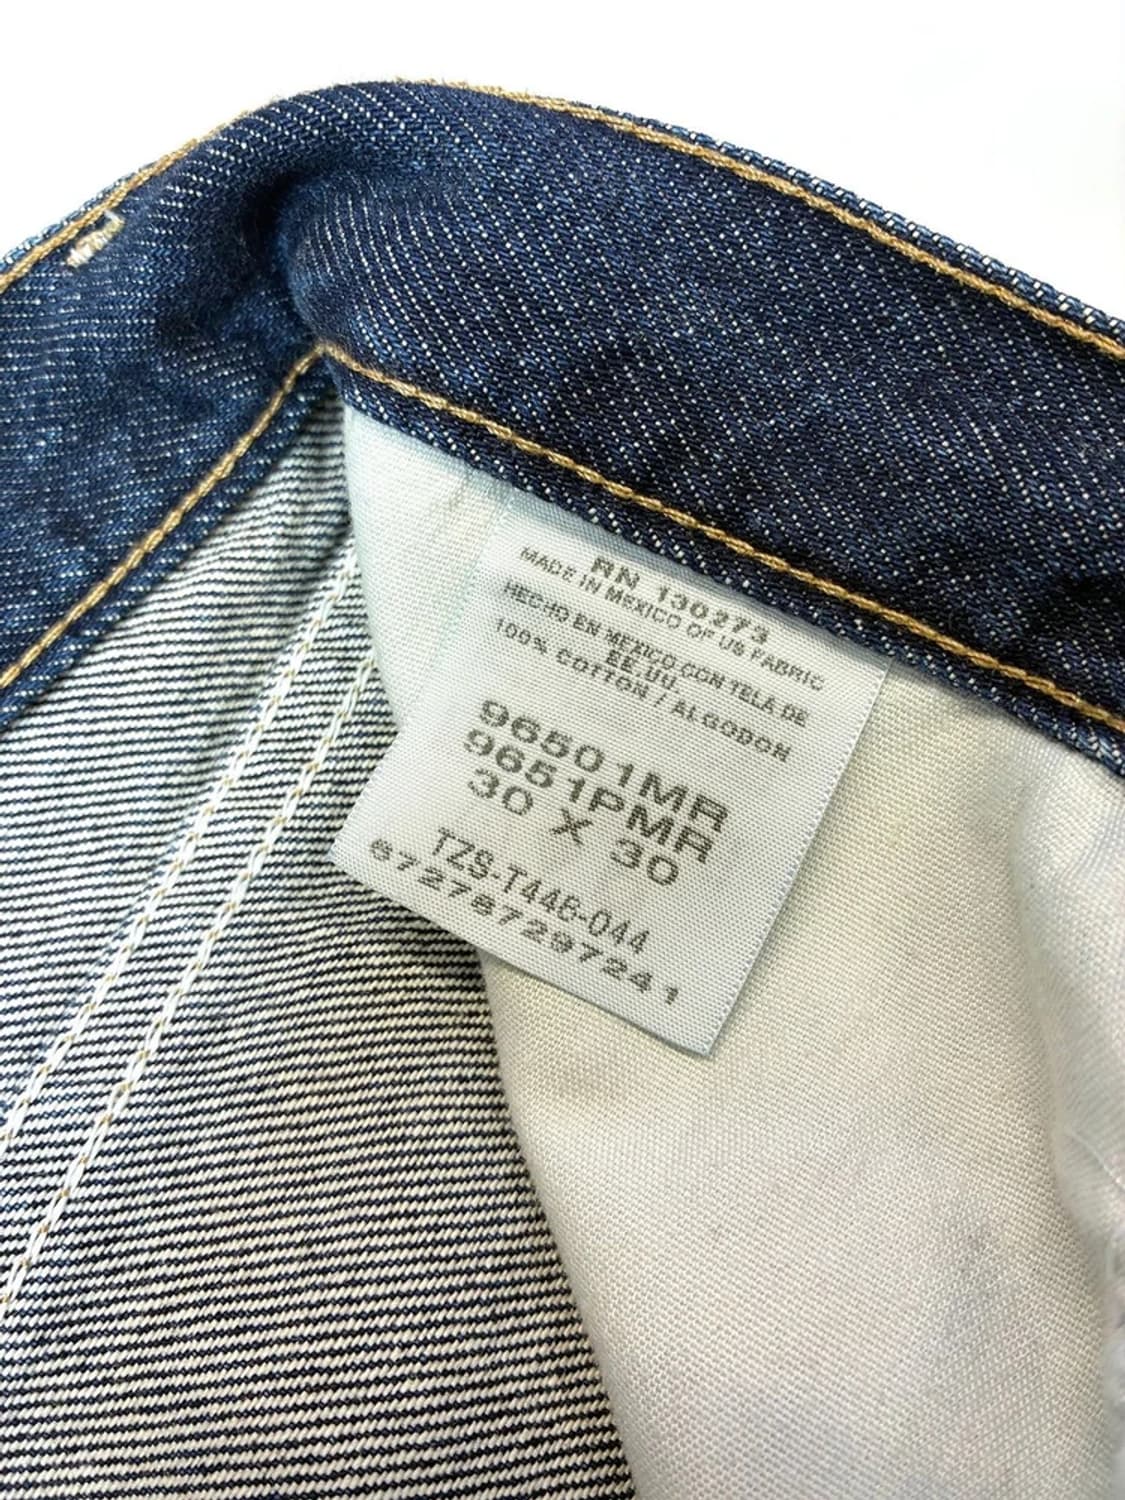 RN 130273
MADE IN MEXICO OF US FABRIC
HECHO EN MEXICO CON TELA DE
EE.UU.
100% COTTON / ALGODON
96501MR
9651PMR
30 X 30
TZS-T446-044
672787297241